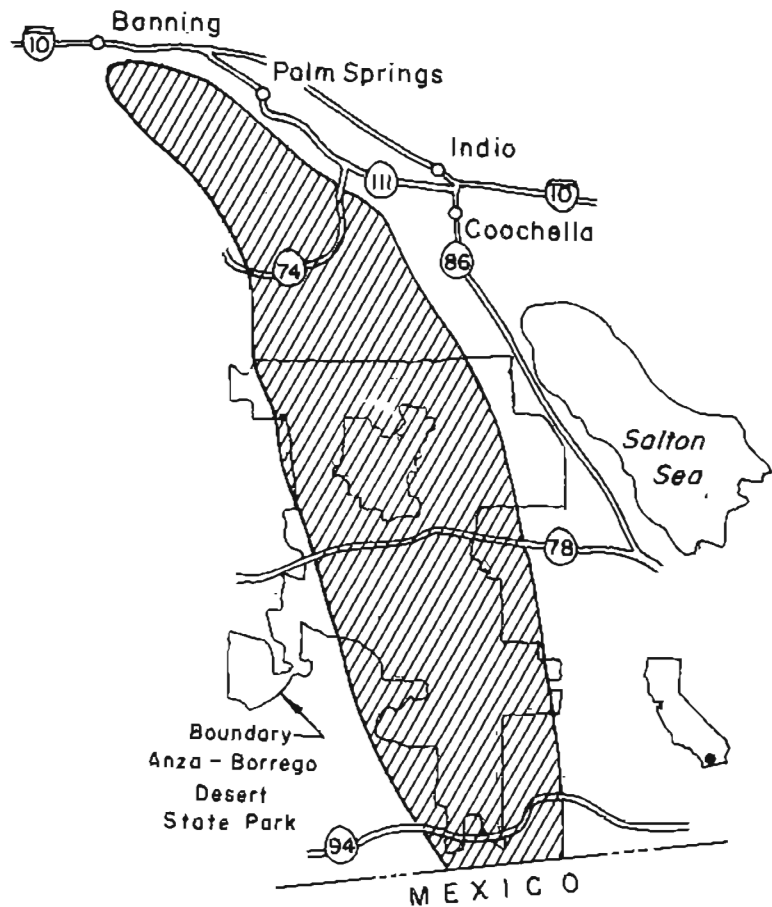 Banning
10
Palm Springs
Indio
111
10
Coachella
74
86
Salton
Sea
78
Boundary
Anza-Borrego
Desert
State Park
94
MEXICO